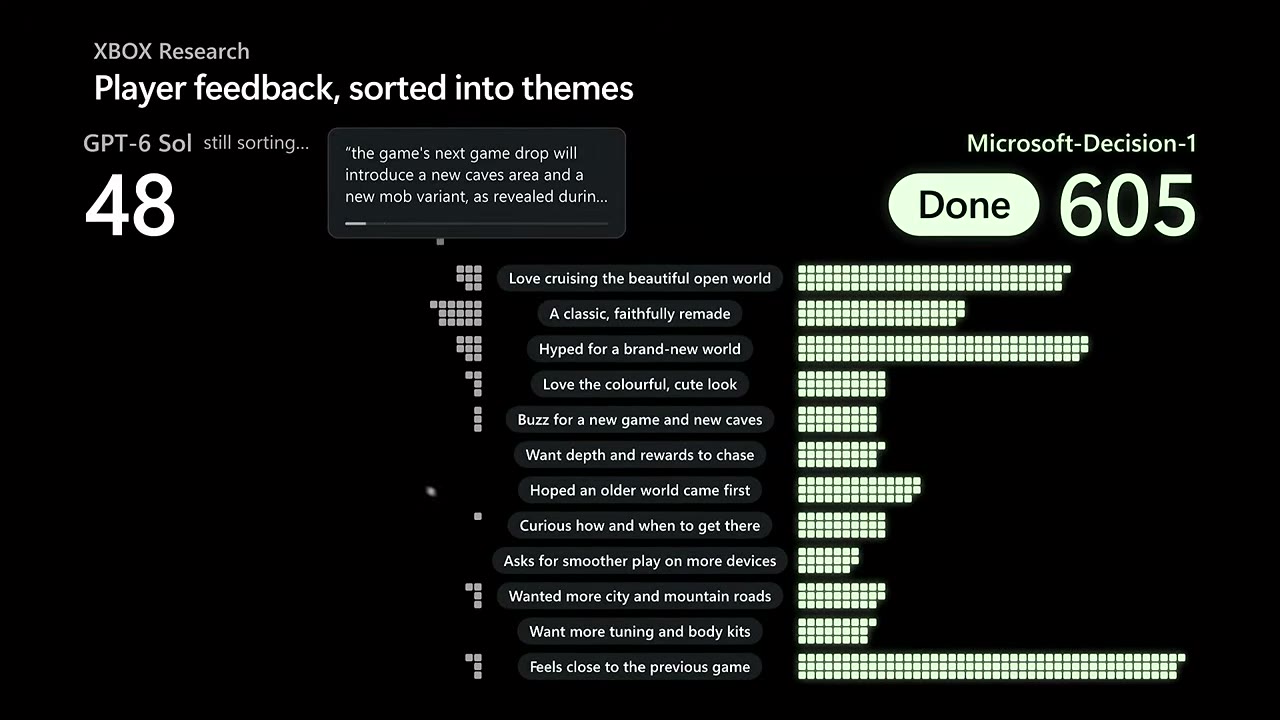 XBOX Research
Player feedback, sorted into themes
GPT-6 Sol still sorting...
48
“the game's next game drop will
introduce a new caves area and a
new mob variant, as revealed durin...
Microsoft-Decision-1
Done 605
Love cruising the beautiful open world
A classic, faithfully remade
Hyped for a brand-new world
Love the colourful, cute look
Buzz for a new game and new caves
Want depth and rewards to chase
Hoped an older world came first
Curious how and when to get there
Asks for smoother play on more devices
Wanted more city and mountain roads
Want more tuning and body kits
Feels close to the previous game